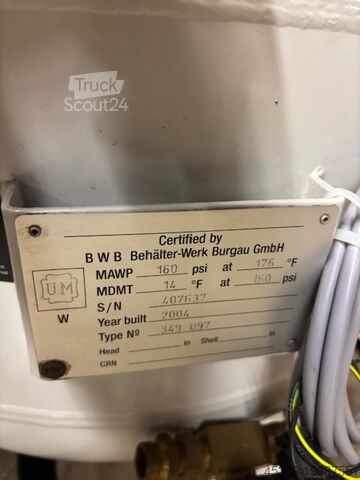 Truck
Scout24
Certified by
B W B Behälter-Werk Burgau GmbH
MAWP 160 psi at 176 °F
MDMT 14 °F at 160 psi
S/N 407637
Year built 2004
Type Nº 349 097
Head in Shell in
CRN
UM
W